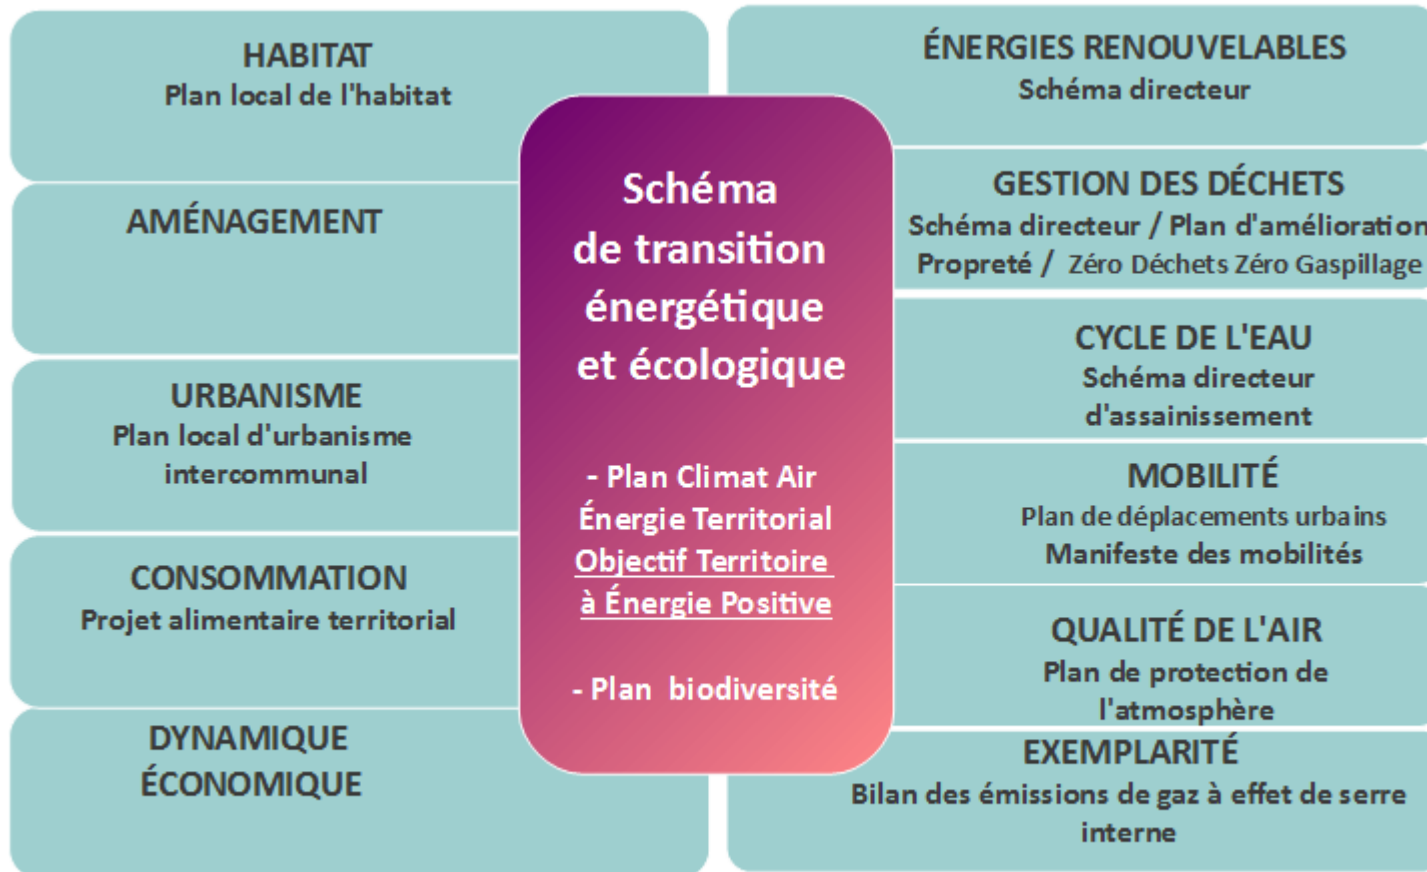 HABITAT
Plan local de l'habitat
AMÉNAGEMENT
URBANISME
Plan local d'urbanisme
intercommunal
CONSOMMATION
Projet alimentaire territorial
DYNAMIQUE
ÉCONOMIQUE
Schéma
de transition
énergétique
et écologique
- Plan Climat Air
Énergie Territorial
Objectif Territoire
à Énergie Positive
- Plan biodiversité
ÉNERGIES RENOUVELABLES
Schéma directeur
GESTION DES DÉCHETS
Schéma directeur / Plan d'amélioration
Propreté / Zéro Déchets Zéro Gaspillage
CYCLE DE L'EAU
Schéma directeur
d'assainissement
MOBILITÉ
Plan de déplacements urbains
Manifeste des mobilités
QUALITÉ DE L'AIR
Plan de protection de
l'atmosphère
EXEMPLARITÉ
Bilan des émissions de gaz à effet de serre
interne